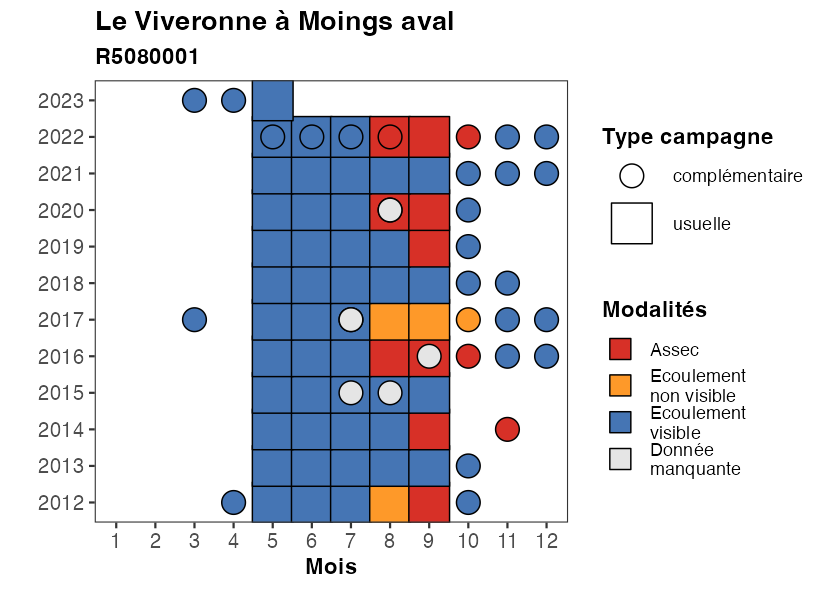 Le Viveronne à Moings aval
R5080001
2023
2022
2021
2020
2019
2018
2017
2016
2015
2014
2013
2012
1 2 3 4 5 6 7 8 9 10 11 12
Mois
Type campagne
complémentaire
usuelle
Modalités
Assec
Ecoulement
non visible
Ecoulement
visible
Donnée
manquante